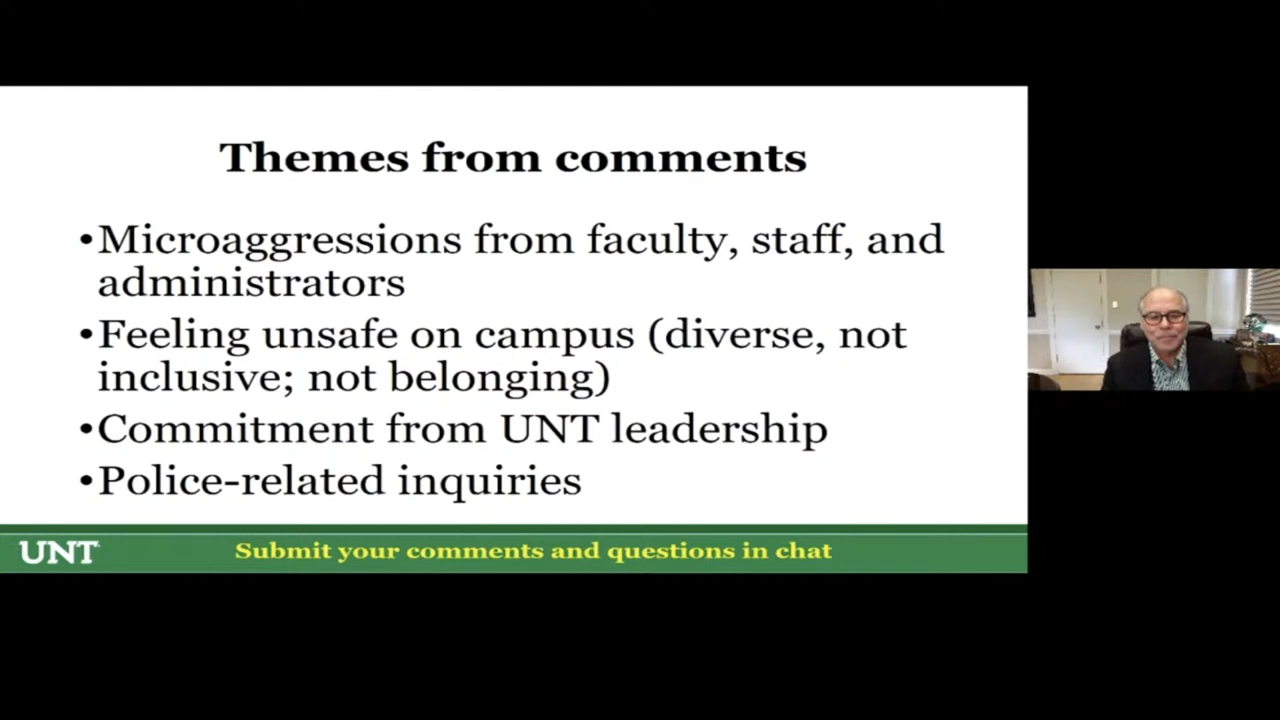 Themes from comments
•Microaggressions from faculty, staff, and
administrators
•Feeling unsafe on campus (diverse, not
inclusive; not belonging)
•Commitment from UNT leadership
•Police-related inquiries
UNT
Submit your comments and questions in chat